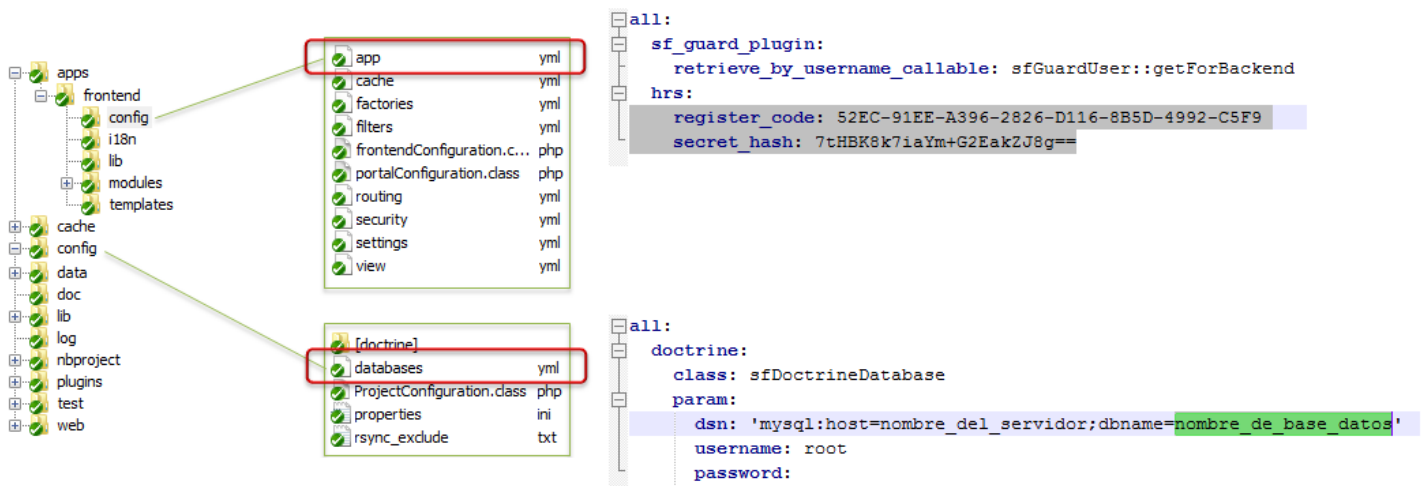 apps
frontend
config
i18n
lib
modules
templates
cache
config
data
doc
lib
log
nbproject
plugins
test
web
app yml
cache yml
factories yml
filters yml
frontendConfiguration.c... php
portalConfiguration.class php
routing yml
security yml
settings yml
view yml
[doctrine]
databases yml
ProjectConfiguration.class php
properties ini
rsync_exclude txt
all:
sf_guard_plugin:
retrieve_by_username_callable: sfGuardUser::getForBackend
hrs:
register_code: 52EC-91EE-A396-2826-D116-8B5D-4992-C5F9
secret_hash: 7tHBK8k7iaYm+G2EakZJ8g==
all:
doctrine:
class: sfDoctrineDatabase
param:
dsn: 'mysql:host=nombre_del_servidor;dbname=nombre_de_base_datos'
username: root
password: